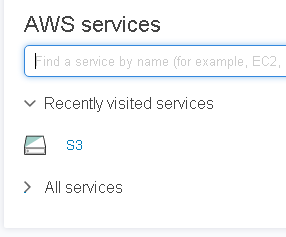 AWS services
Find a service by name (for example, EC2,
Recently visited services
S3
All services